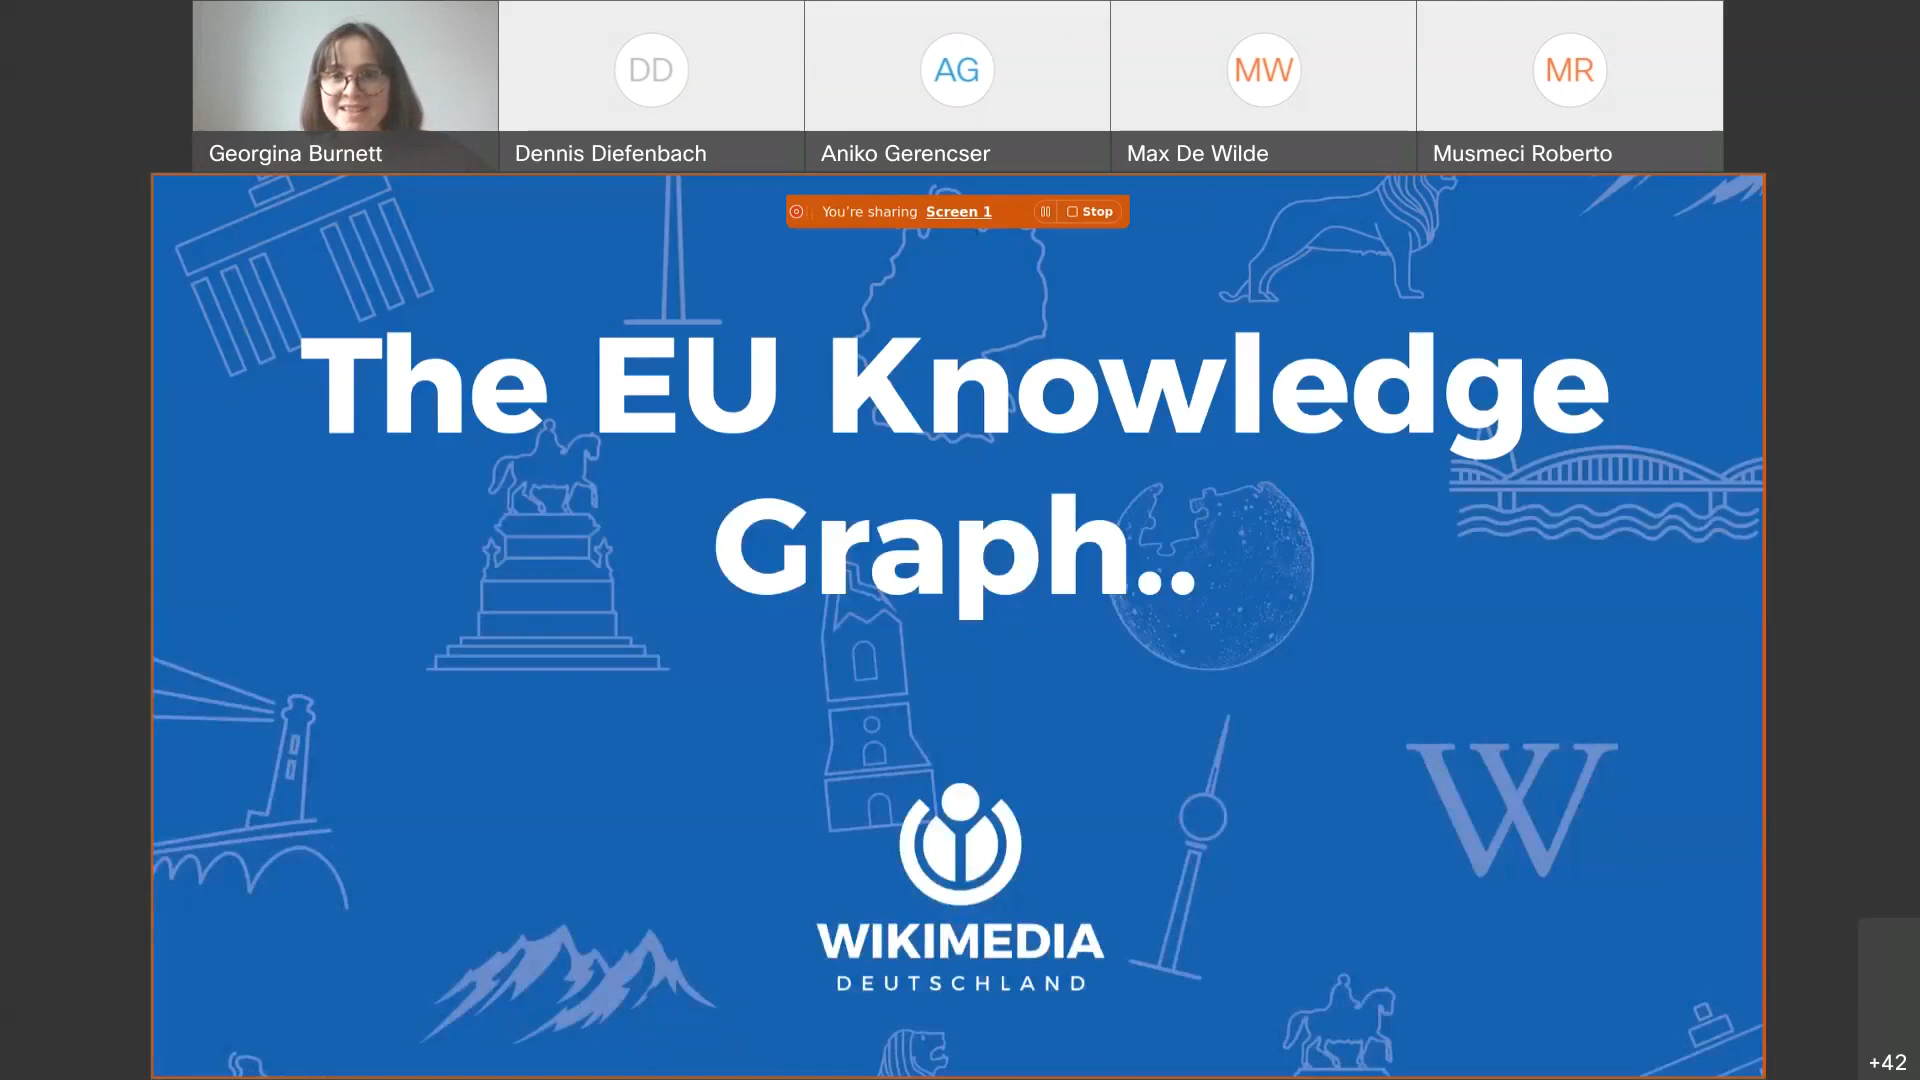 DD
AG
MW
MR
Georgina Burnett
Dennis Diefenbach
Aniko Gerencser
Max De Wilde
Musmeci Roberto
You're sharing Screen 1
Stop
The EU Knowledge
Graph..
W
WIKIMEDIA
DEUTSCHLAND
+42